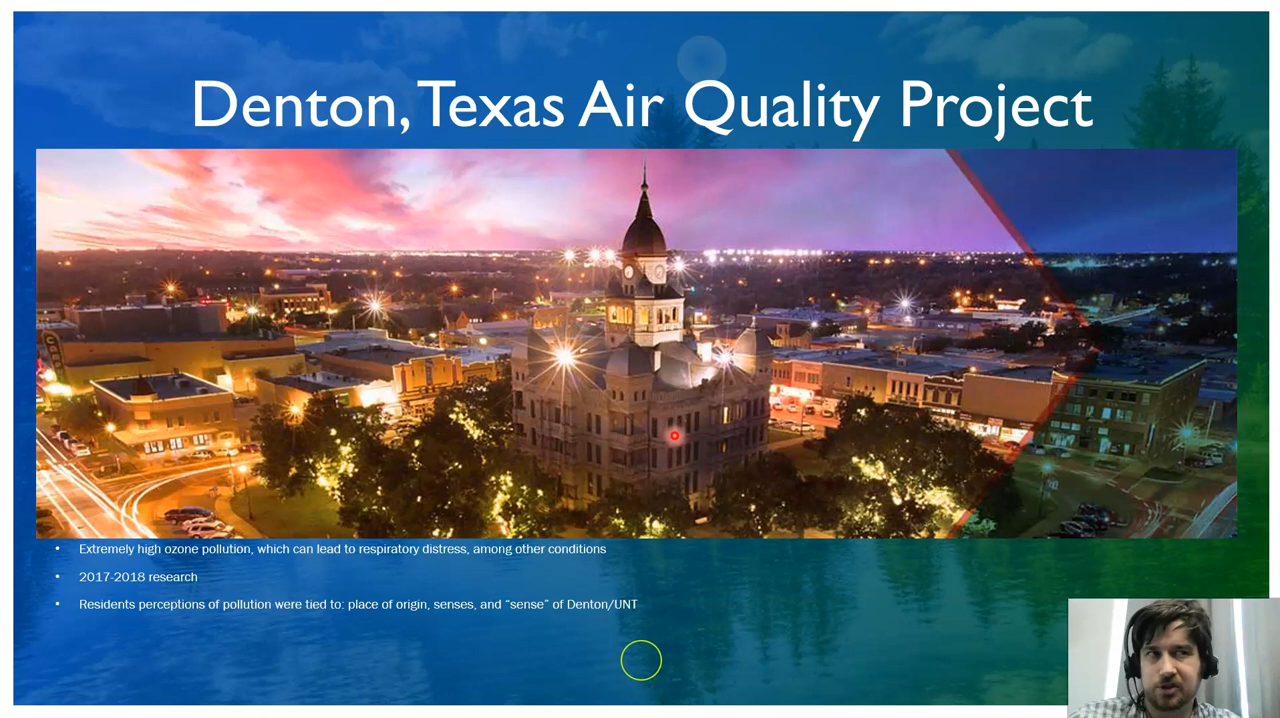 Denton, Texas Air Quality Project
• Extremely high ozone pollution, which can lead to respiratory distress, among other conditions
• 2017-2018 research
• Residents perceptions of pollution were tied to: place of origin, senses, and “sense” of Denton/UNT